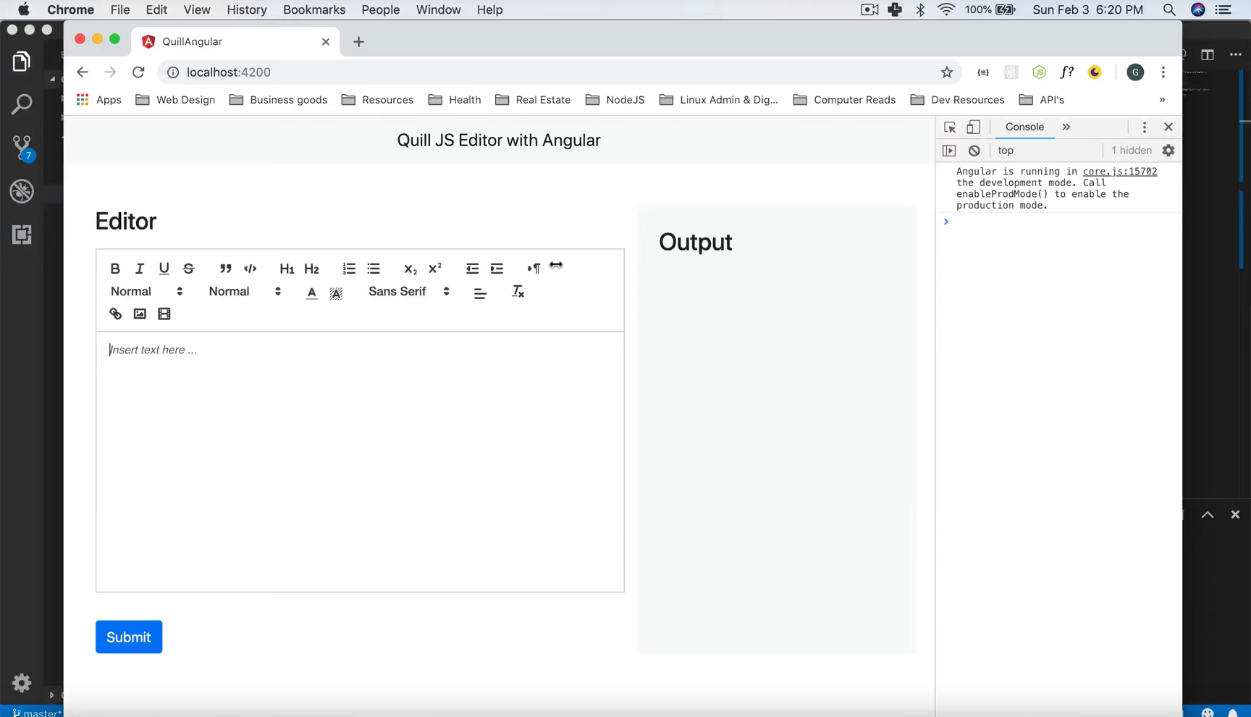 Chrome File Edit View History Bookmarks People Window Help 100% Sun Feb 3 6:20 PM
QuillAngular
localhost:4200 f? G
Apps Web Design Business goods Resources Health Real Estate NodeJS Linux Admin & Dig... Computer Reads Dev Resources API's »
Quill JS Editor with Angular
Console »
top 1 hidden
Angular is running in core.js:15702
the development mode. Call
enableProdMode() to enable the
production mode.
7
Editor
B I U S H1 H2 X2 X2
Normal Normal A A Sans Serif Tx
Insert text here ...
Submit
Output
master*